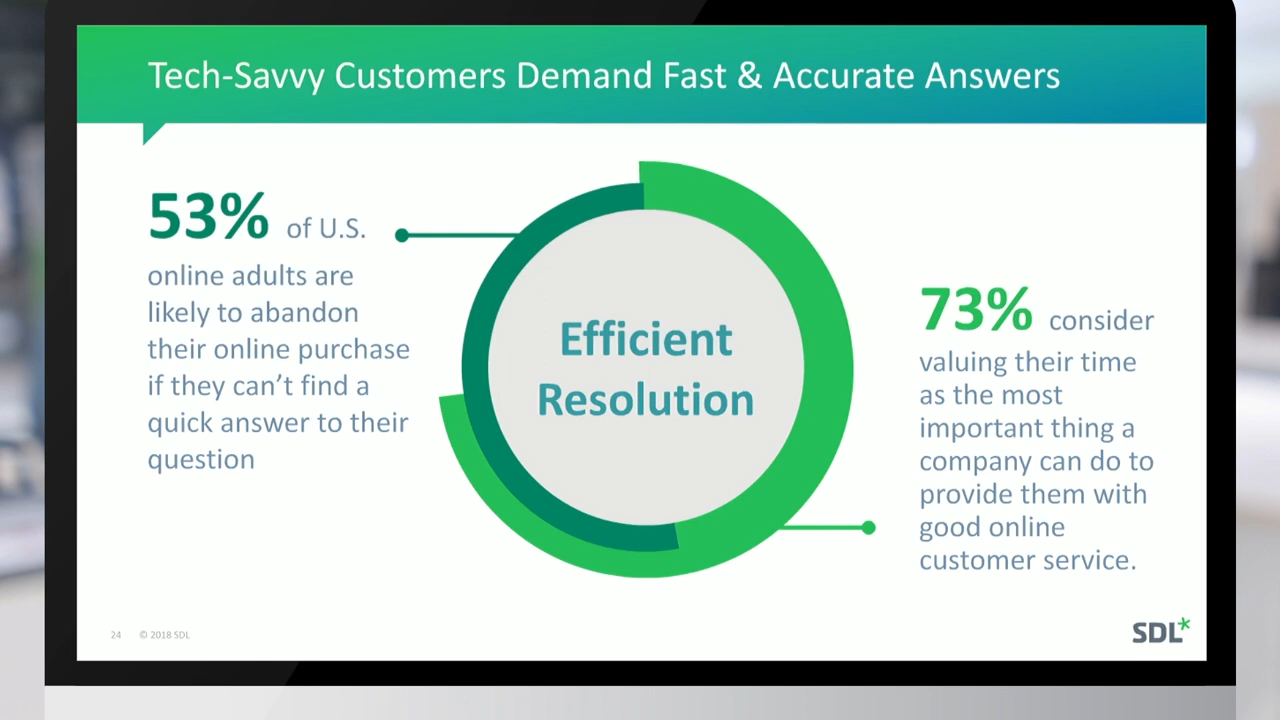 Tech-Savvy Customers Demand Fast & Accurate Answers
53% of U.S.
online adults are
likely to abandon
their online purchase
if they can’t find a
quick answer to their
question
Efficient
Resolution
73% consider
valuing their time
as the most
important thing a
company can do to
provide them with
good online
customer service.
24 © 2018 SDL
SDL*